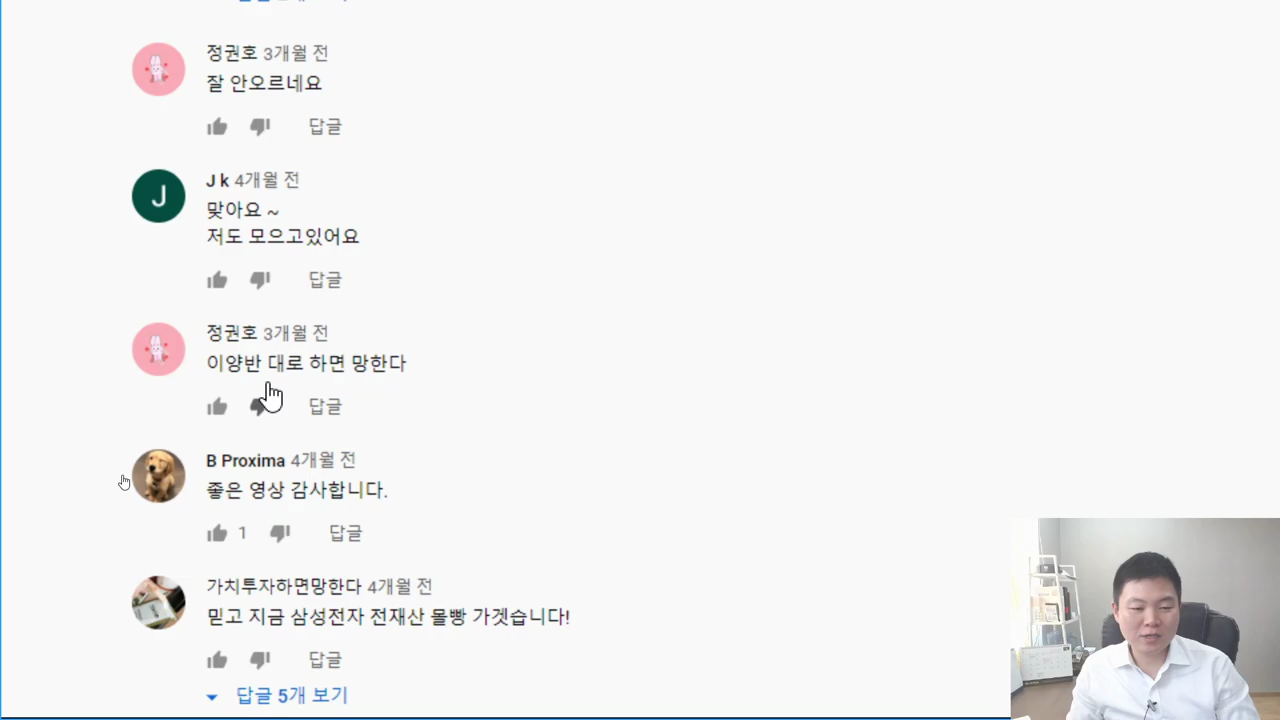 정권호 3개월 전
잘 안오르네요
답글
J
J k 4개월 전
맞아요 ~
저도 모으고있어요
답글
정권호 3개월 전
이양반 대로 하면 망한다
답글
B Proxima 4개월 전
좋은 영상 감사합니다.
1 답글
가치투자하면망한다 4개월 전
믿고 지금 삼성전자 전재산 몰빵 가겟습니다!
답글
답글 5개 보기